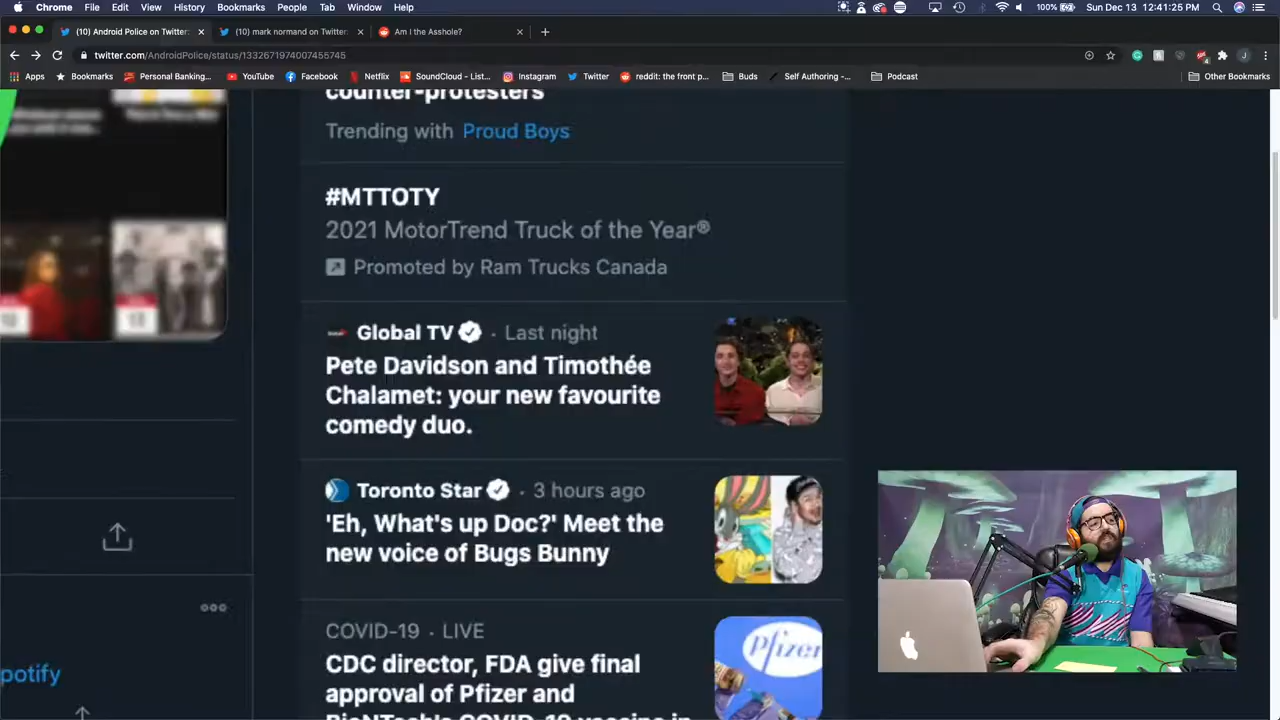 Chrome File Edit View History Bookmarks People Tab Window Help 100% Sun Dec 13 12:41:25 PM
(10) Android Police on Twitter: (10) mark normand on Twitter: Am I the Asshole?
twitter.com/AndroidPolice/status/1332671974007455745
Apps Bookmarks Personal Banking... YouTube Facebook Netflix SoundCloud - List... Instagram Twitter reddit: the front p... Buds Self Authoring -... Podcast Other Bookmarks
counter-protesters
Trending with Proud Boys
#MTTOTY
2021 MotorTrend Truck of the Year®
Promoted by Ram Trucks Canada
Global TV · Last night
Pete Davidson and Timothée
Chalamet: your new favourite
comedy duo.
Toronto Star · 3 hours ago
'Eh, What's up Doc?' Meet the
new voice of Bugs Bunny
COVID-19 · LIVE
CDC director, FDA give final
approval of Pfizer and
BioNTech's COVID-19 vaccine in
Pfizer
potify